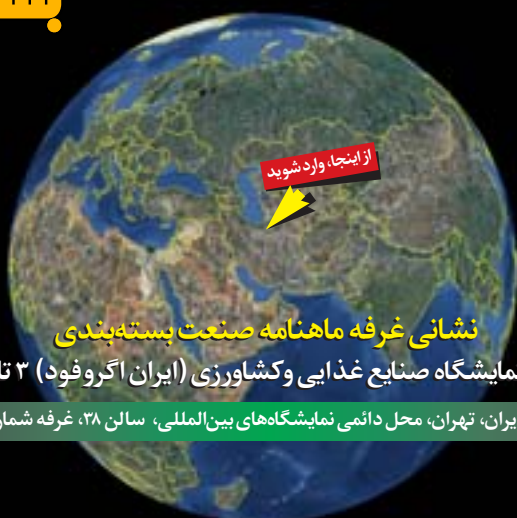 از اینجا، وارد شوید
نشانی غرفه ماهنامه صنعت بسته‌بندی
نمایشگاه صنایع غذایی وکشاورزی (ایران اگروفود) ۳ تا
ایران، تهران، محل دائمی نمایشگاه‌های بین‌المللی، سالن ۳۸، غرفه